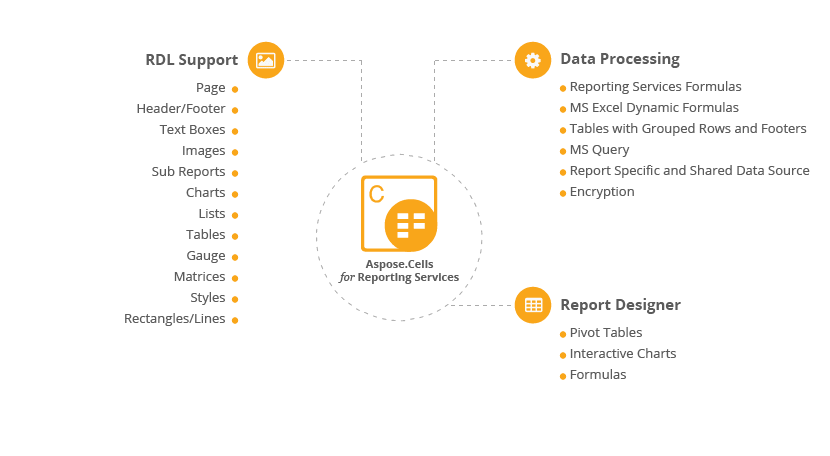 RDL Support
Page
Header/Footer
Text Boxes
Images
Sub Reports
Charts
Lists
Tables
Gauge
Matrices
Styles
Rectangles/Lines
C
Aspose.Cells
for Reporting Services
Data Processing
Reporting Services Formulas
MS Excel Dynamic Formulas
Tables with Grouped Rows and Footers
MS Query
Report Specific and Shared Data Source
Encryption
Report Designer
Pivot Tables
Interactive Charts
Formulas